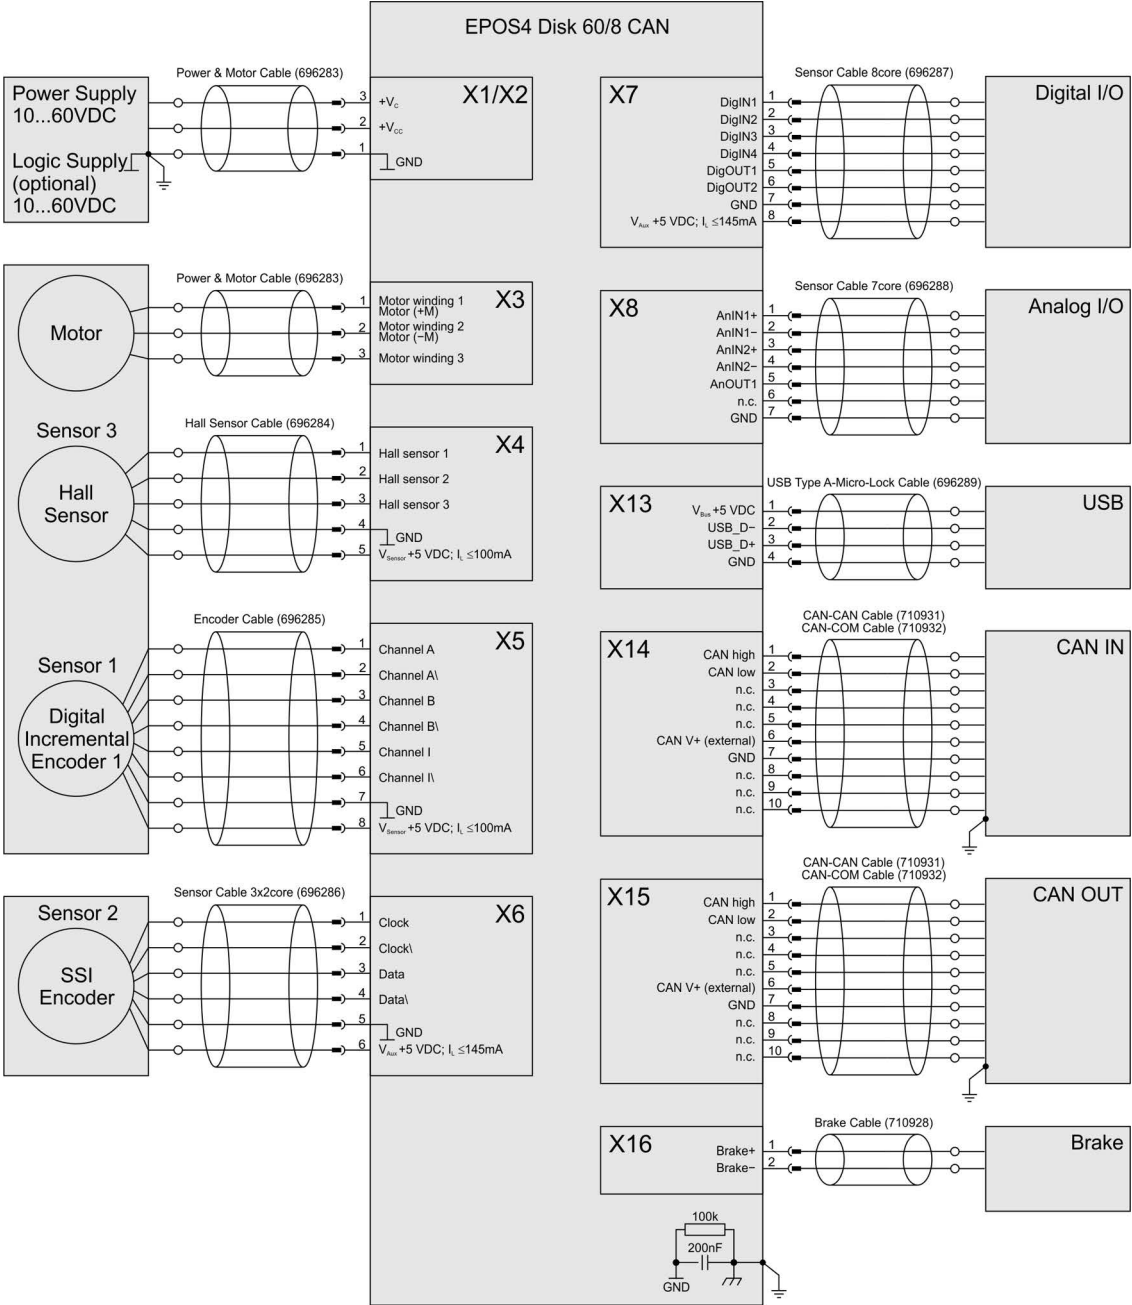 EPOS4 Disk 60/8 CAN
Power & Motor Cable (696283)
Power Supply
10...60VDC
Logic Supply
(optional)
10...60VDC
X1/X2
3 +Vc
2 +Vcc
1 GND
Power & Motor Cable (696283)
Motor
X3
1 Motor winding 1
Motor (+M)
2 Motor winding 2
Motor (−M)
3 Motor winding 3
Sensor 3
Hall Sensor Cable (696284)
Hall
Sensor
X4
1 Hall sensor 1
2 Hall sensor 2
3 Hall sensor 3
4 GND
5 VSensor +5 VDC; IL ≤100mA
Encoder Cable (696285)
Sensor 1
Digital
Incremental
Encoder 1
X5
1 Channel A
2 Channel A\
3 Channel B
4 Channel B\
5 Channel I
6 Channel I\
7 GND
8 VSensor +5 VDC; IL ≤100mA
Sensor Cable 3x2core (696286)
Sensor 2
SSI
Encoder
X6
1 Clock
2 Clock\
3 Data
4 Data\
5 GND
6 VAux +5 VDC; IL ≤145mA
Sensor Cable 8core (696287)
X7
Digital I/O
DigIN1 1
DigIN2 2
DigIN3 3
DigIN4 4
DigOUT1 5
DigOUT2 6
GND 7
VAux +5 VDC; IL ≤145mA 8
Sensor Cable 7core (696288)
X8
Analog I/O
AnIN1+ 1
AnIN1− 2
AnIN2+ 3
AnIN2− 4
AnOUT1 5
n.c. 6
GND 7
USB Type A-Micro-Lock Cable (696289)
X13
USB
VBus +5 VDC 1
USB_D− 2
USB_D+ 3
GND 4
CAN-CAN Cable (710931)
CAN-COM Cable (710932)
X14
CAN IN
CAN high 1
CAN low 2
n.c. 3
n.c. 4
n.c. 5
CAN V+ (external) 6
GND 7
n.c. 8
n.c. 9
n.c. 10
CAN-CAN Cable (710931)
CAN-COM Cable (710932)
X15
CAN OUT
CAN high 1
CAN low 2
n.c. 3
n.c. 4
n.c. 5
CAN V+ (external) 6
GND 7
n.c. 8
n.c. 9
n.c. 10
Brake Cable (710928)
X16
Brake
Brake+ 1
Brake− 2
100k
200nF
GND